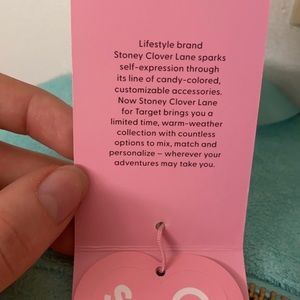 Lifestyle brand
Stoney Clover Lane sparks
self-expression through
its line of candy-colored,
customizable accessories.
Now Stoney Clover Lane
for Target brings you a
limited time, warm-weather
collection with countless
options to mix, match and
personalize – wherever your
adventures may take you.